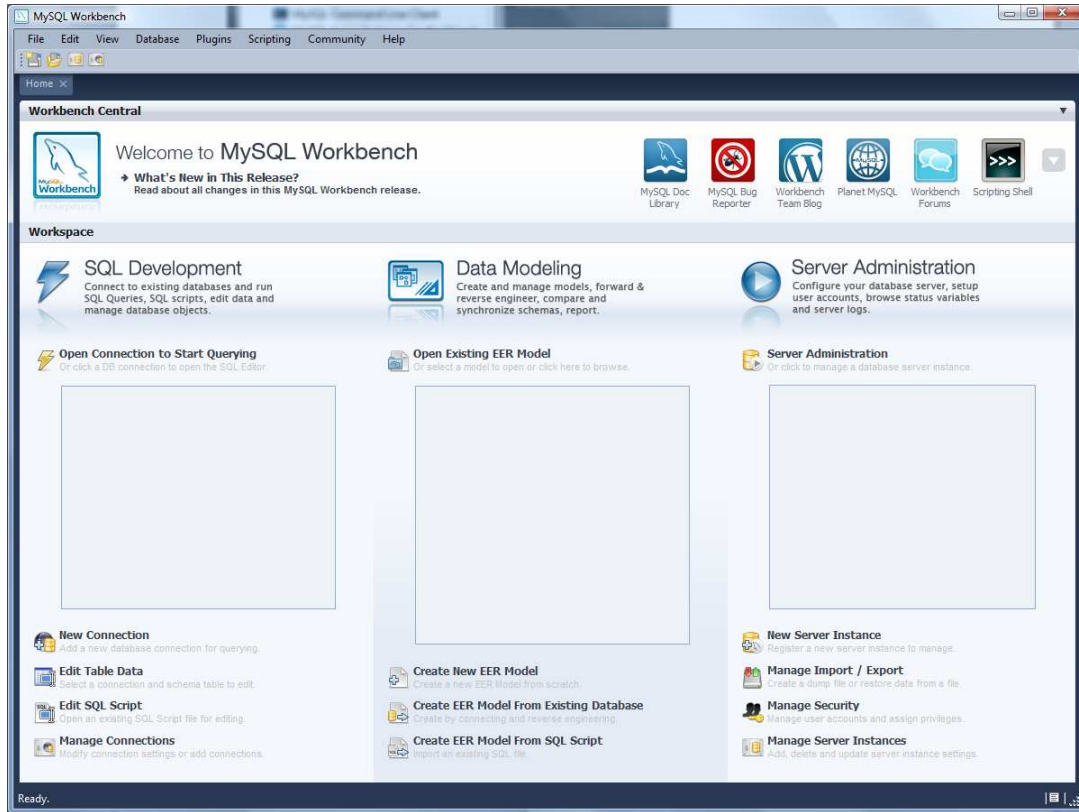 MySQL Workbench
MySQL Command Line Client
File Edit View Database Plugins Scripting Community Help
Home
Workbench Central
MySQL
Workbench
Welcome to MySQL Workbench
What's New in This Release?
Read about all changes in this MySQL Workbench release.
MySQL Doc
Library
MySQL Bug
Reporter
Workbench
Team Blog
Planet MySQL
Workbench
Forums
>>>
Scripting Shell
Workspace
SQL Development
Connect to existing databases and run
SQL Queries, SQL scripts, edit data and
manage database objects.
Data Modeling
Create and manage models, forward &
reverse engineer, compare and
synchronize schemas, report.
Server Administration
Configure your database server, setup
user accounts, browse status variables
and server logs.
Open Connection to Start Querying
Or click a DB connection to open the SQL Editor.
Open Existing EER Model
Or select a model to open or click here to browse.
Server Administration
Or click to manage a database server instance.
New Connection
Add a new database connection for querying.
Edit Table Data
Select a connection and schema table to edit.
Edit SQL Script
Open an existing SQL Script file for editing.
Manage Connections
Modify connection settings or add connections.
Create New EER Model
Create a new EER Model from scratch.
Create EER Model From Existing Database
Create by connecting and reverse engineering.
Create EER Model From SQL Script
Import an existing SQL file.
New Server Instance
Register a new server instance to manage.
Manage Import / Export
Create a dump file or restore data from a file.
Manage Security
Manage user accounts and assign privileges.
Manage Server Instances
Add, delete and update server instance settings.
Ready.